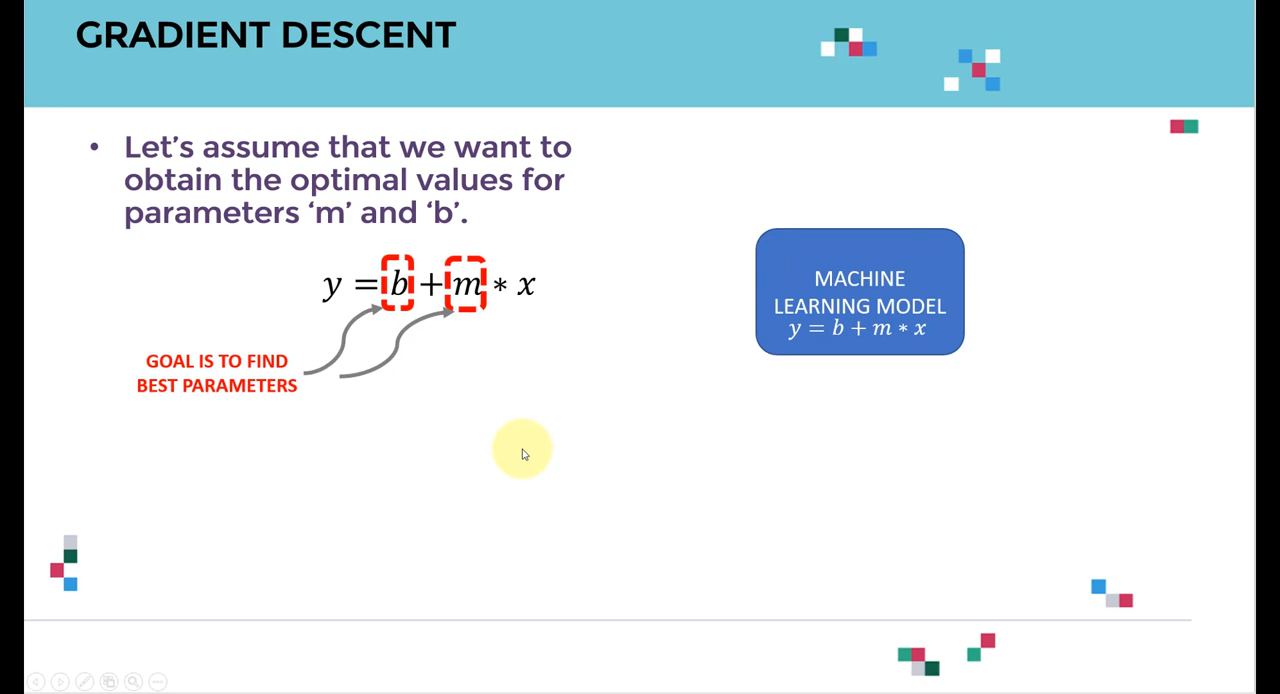 GRADIENT DESCENT
• Let’s assume that we want to
obtain the optimal values for
parameters ‘m’ and ‘b’.
y = b + m * x
GOAL IS TO FIND
BEST PARAMETERS
MACHINE
LEARNING MODEL
y = b + m * x